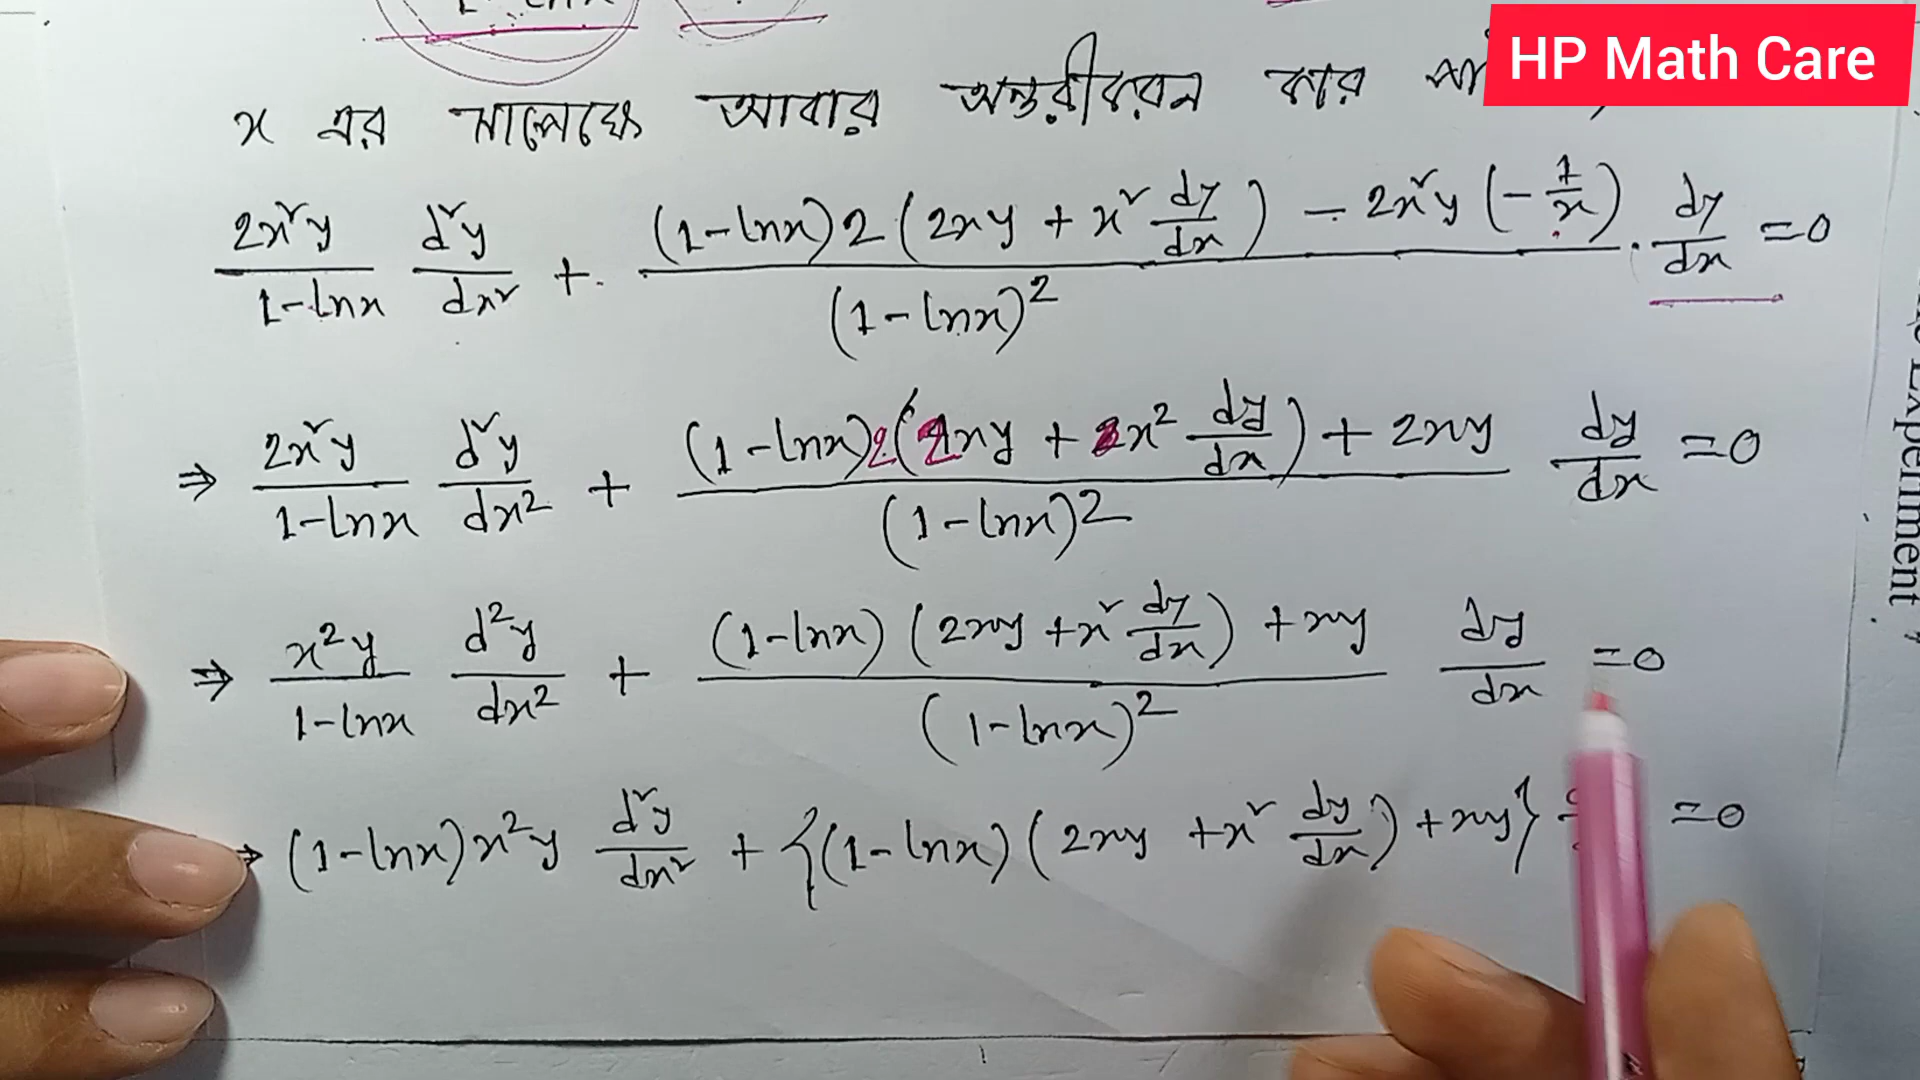 HP Math Care
x এর সাপেক্ষে আবার অন্তরীকরন করে
2x²y/(1-lnx) d²y/dx² + [(1-lnx)2(2xy + x² dy/dx) - 2x²y(-1/x)]/(1-lnx)² · dy/dx = 0
⇒ 2x²y/(1-lnx) d²y/dx² + [(1-lnx)2(2xy + x² dy/dx) + 2xy]/(1-lnx)² dy/dx = 0
⇒ x²y/(1-lnx) d²y/dx² + [(1-lnx)(2xy + x² dy/dx) + xy]/(1-lnx)² dy/dx = 0
⇒ (1-lnx)x²y d²y/dx² + {(1-lnx)(2xy + x² dy/dx) + xy} = 0
Experiment